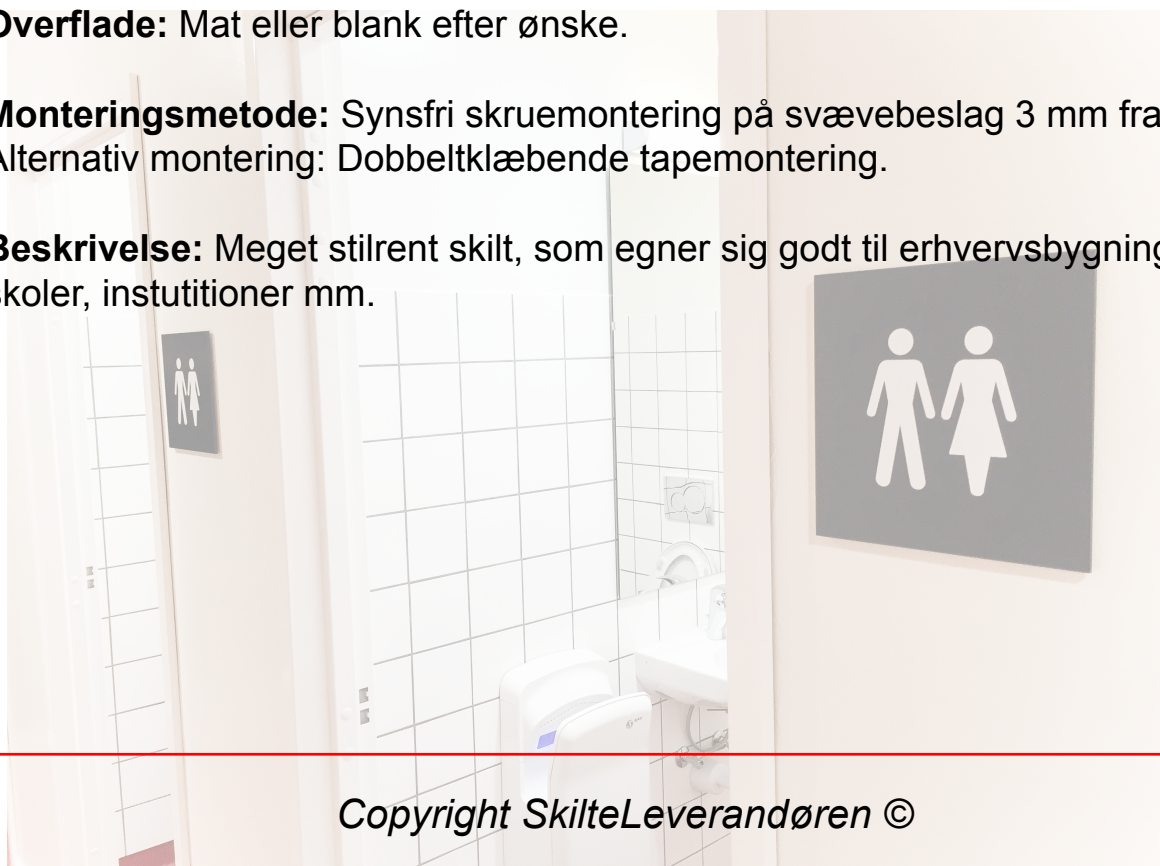 Overflade: Mat eller blank efter ønske.
Monteringsmetode: Synsfri skruemontering på svævebeslag 3 mm fra
Alternativ montering: Dobbeltklæbende tapemontering.
Beskrivelse: Meget stilrent skilt, som egner sig godt til erhvervsbygning
skoler, instutitioner mm.
Copyright SkilteLeverandøren ©